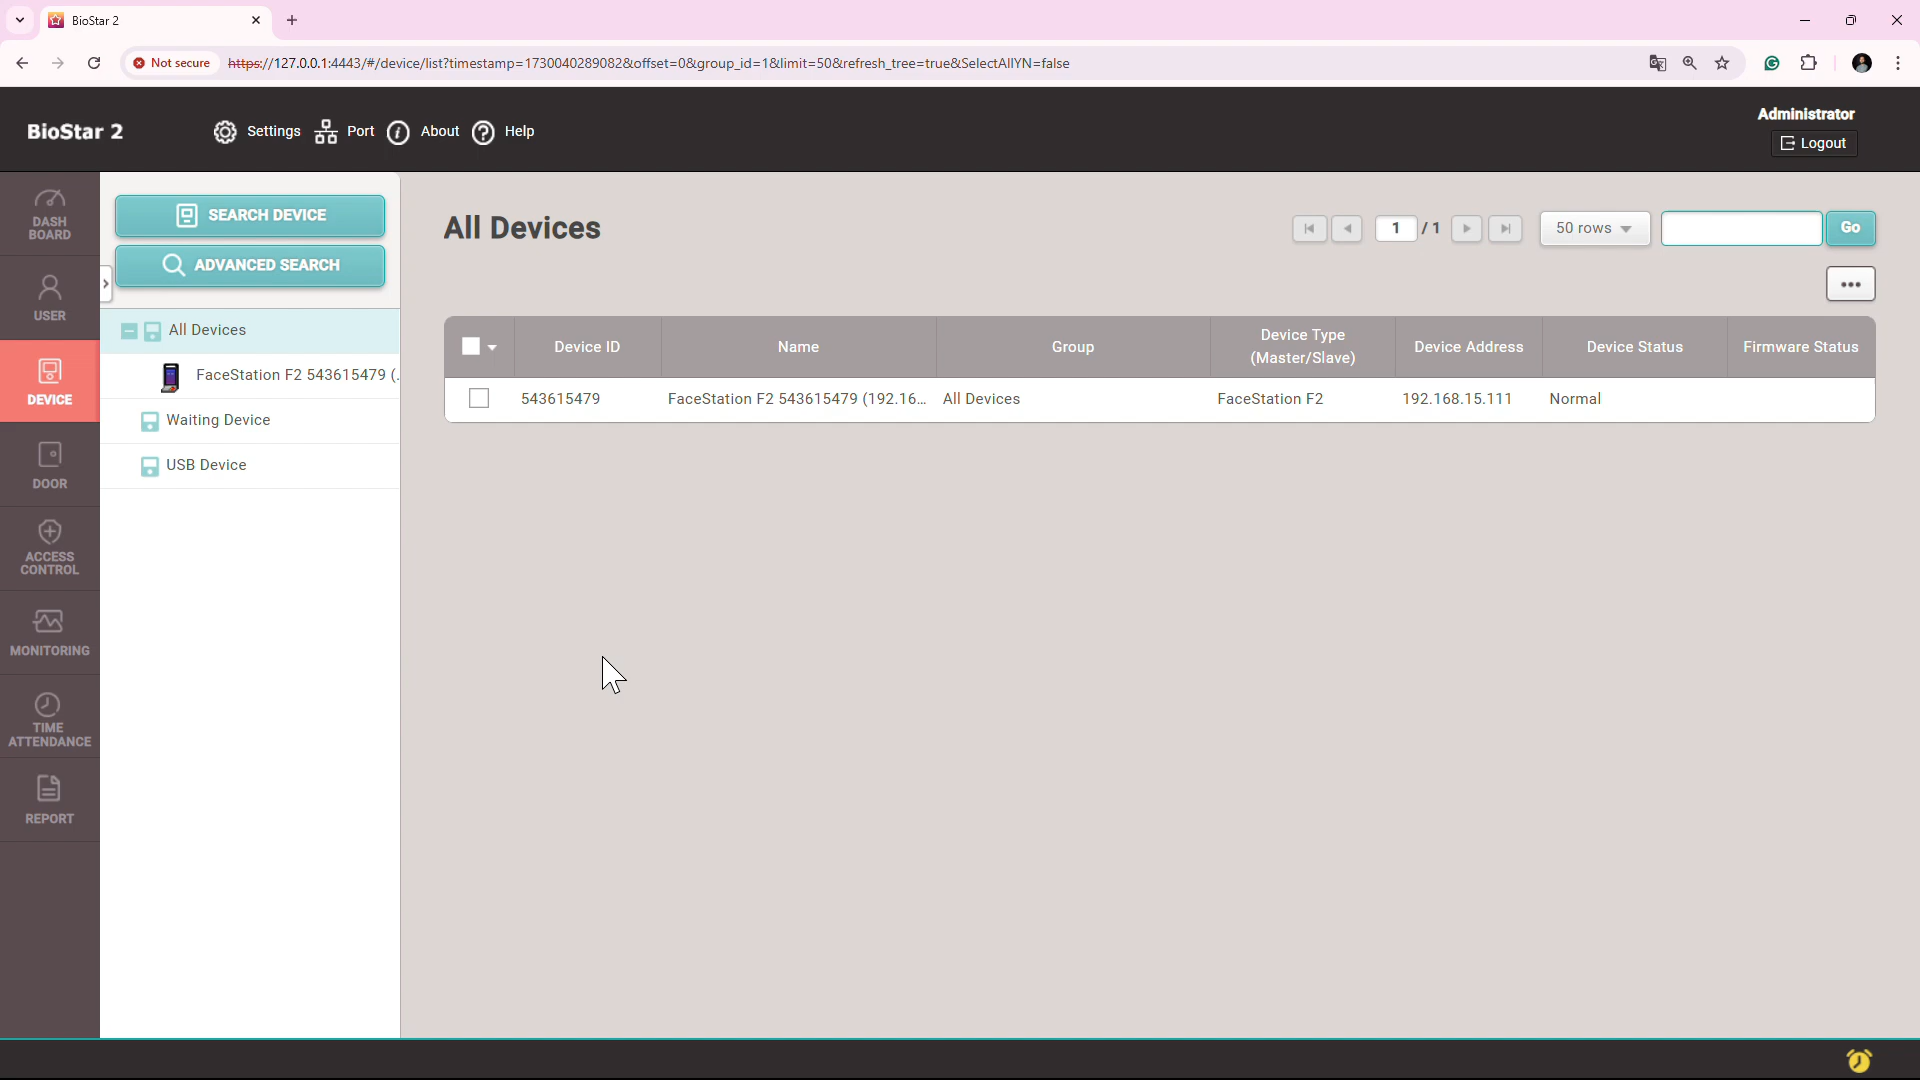 BioStar 2
Not secure
https://127.0.0.1:4443/#/device/list?timestamp=1730040289082&offset=0&group_id=1&limit=50&refresh_tree=true&SelectAllYN=false
BioStar 2
Settings
Port
About
Help
Administrator
Logout
DASH
BOARD
USER
DEVICE
DOOR
ACCESS
CONTROL
MONITORING
TIME
ATTENDANCE
REPORT
SEARCH DEVICE
ADVANCED SEARCH
All Devices
FaceStation F2 543615479 (.
Waiting Device
USB Device
All Devices
1 / 1
50 rows
Go
Device ID
Name
Group
Device Type
(Master/Slave)
Device Address
Device Status
Firmware Status
543615479
FaceStation F2 543615479 (192.16...
All Devices
FaceStation F2
192.168.15.111
Normal